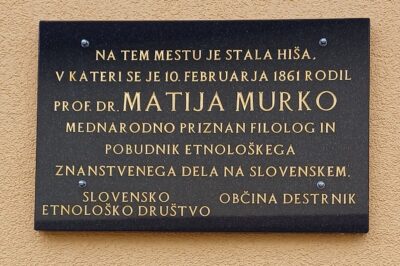 NA TEM MESTU JE STALA HIŠA,
V KATERI SE JE 10. FEBRUARJA 1861 RODIL
PROF. DR. MATIJA MURKO
MEDNARODNO PRIZNAN FILOLOG IN
POBUDNIK ETNOLOŠKEGA
ZNANSTVENEGA DELA NA SLOVENSKEM.
SLOVENSKO
ETNOLOŠKO DRUŠTVO
OBČINA DESTRNIK